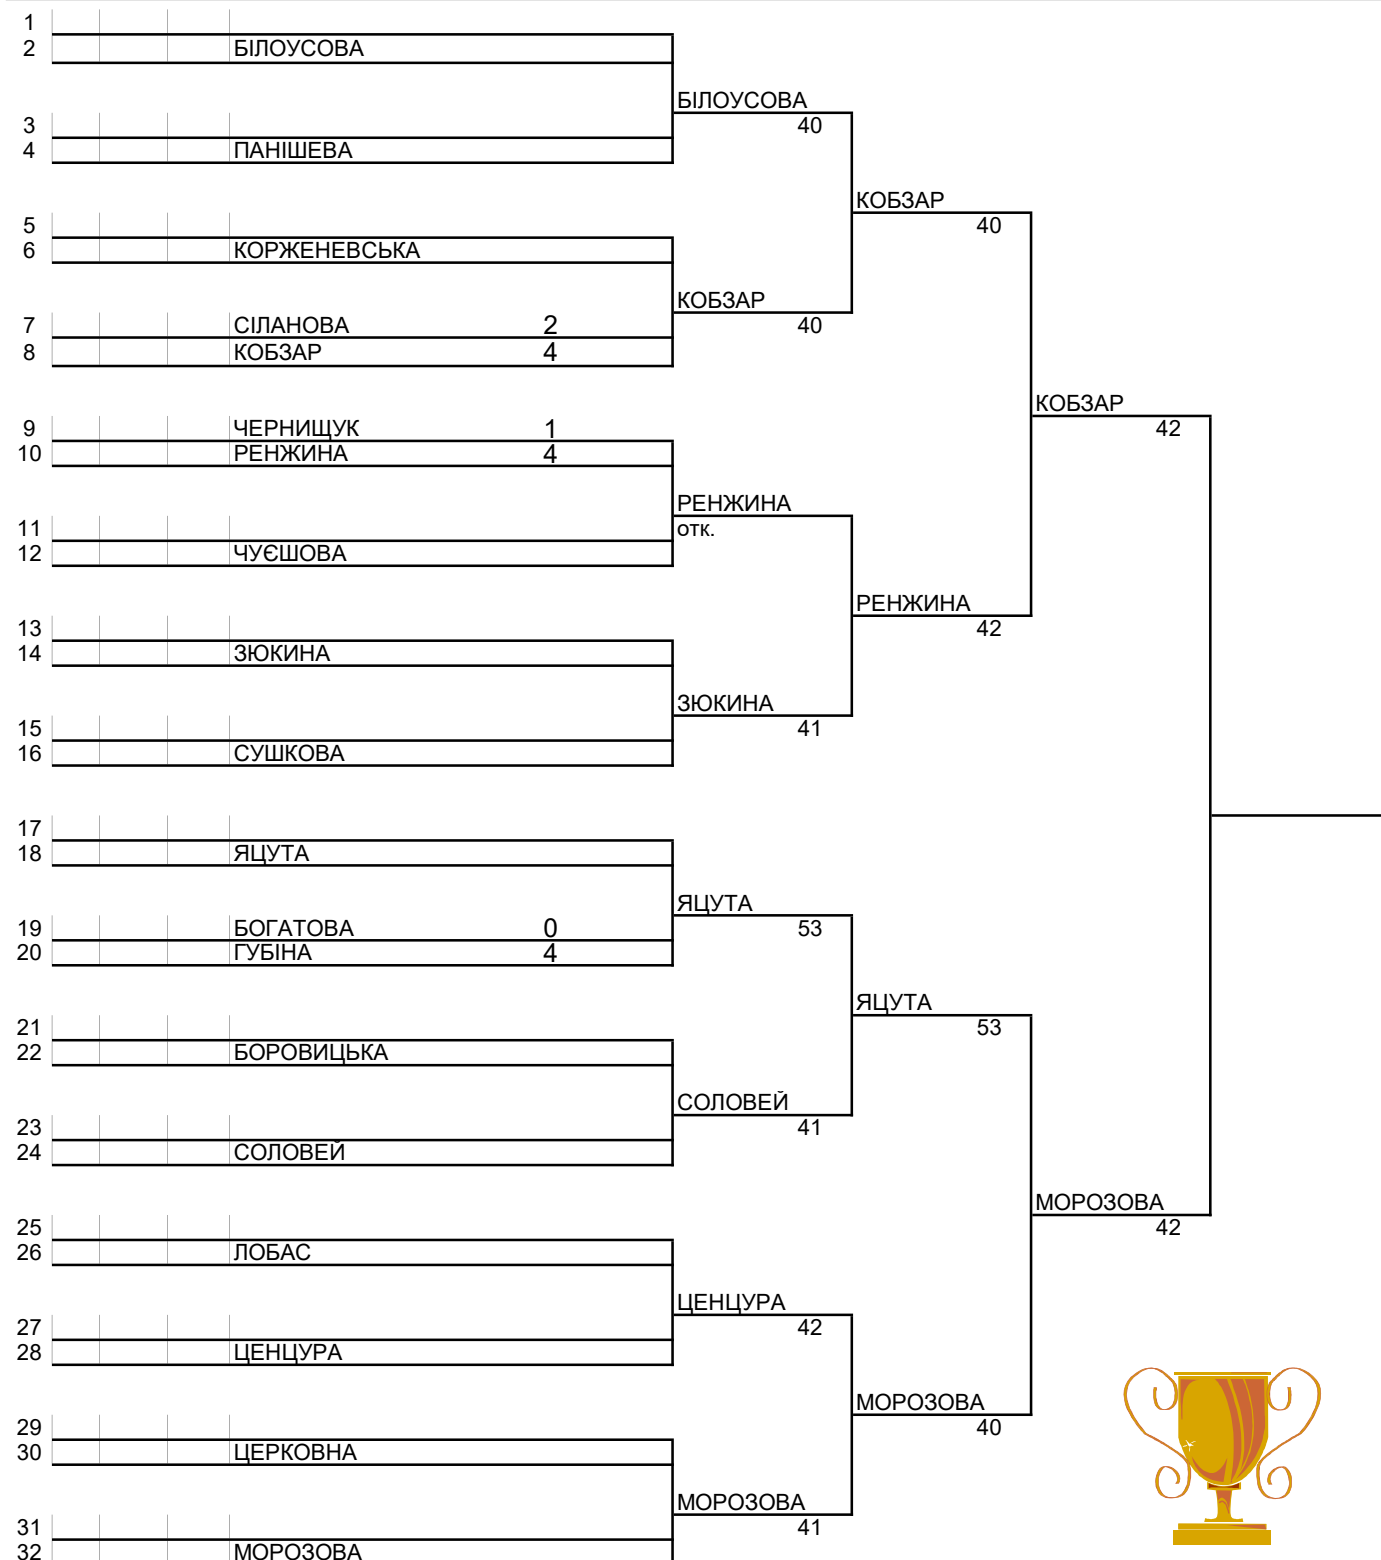 1
2 БІЛОУСОВА
БІЛОУСОВА
3 40
4 ПАНІШЕВА
КОБЗАР
5 40
6 КОРЖЕНЕВСЬКА
КОБЗАР
7 СІЛАНОВА 2 40
8 КОБЗАР 4
КОБЗАР
9 ЧЕРНИЩУК 1 42
10 РЕНЖИНА 4
РЕНЖИНА
11 отк.
12 ЧУЄШОВА
РЕНЖИНА
13 42
14 ЗЮКИНА
ЗЮКИНА
15 41
16 СУШКОВА
17
18 ЯЦУТА
ЯЦУТА
19 БОГАТОВА 0 53
20 ГУБІНА 4
ЯЦУТА
21 53
22 БОРОВИЦЬКА
СОЛОВЕЙ
23 41
24 СОЛОВЕЙ
МОРОЗОВА
25 42
26 ЛОБАС
ЦЕНЦУРА
27 42
28 ЦЕНЦУРА
МОРОЗОВА
29 40
30 ЦЕРКОВНА
МОРОЗОВА
31 41
32 МОРОЗОВА